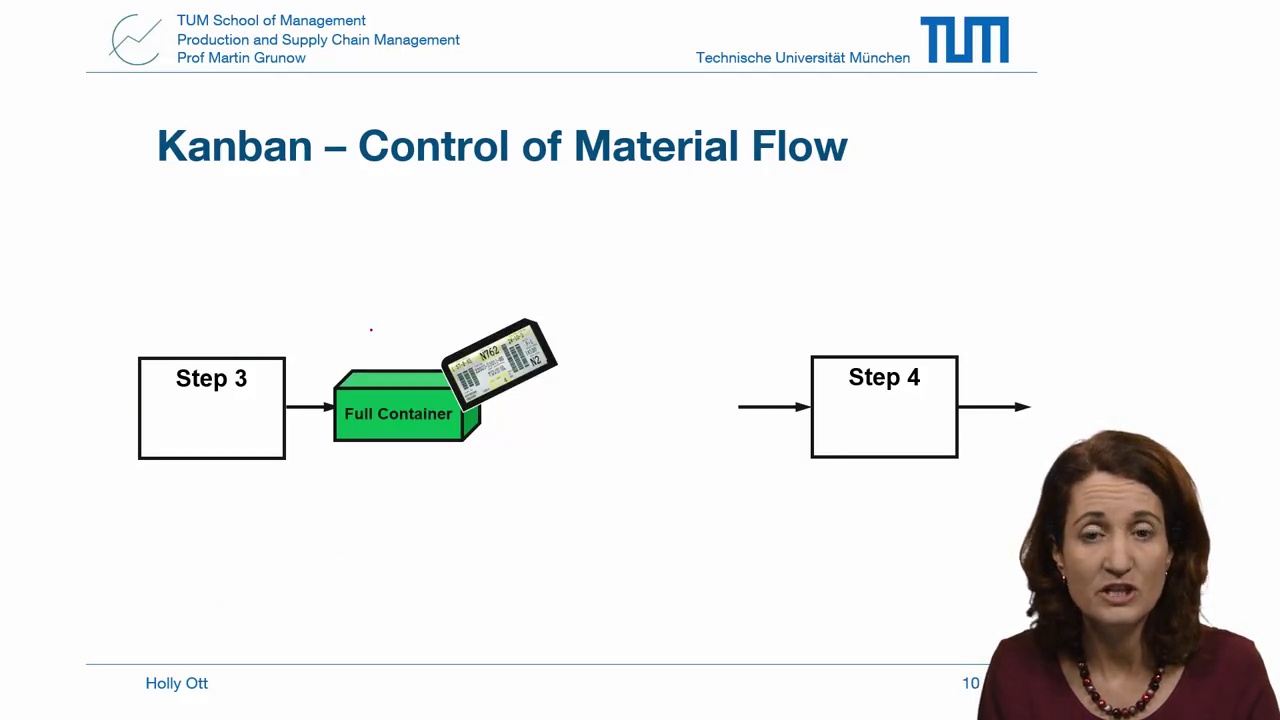 TUM School of Management
Production and Supply Chain Management
Prof Martin Grunow
Technische Universität München
TUM
Kanban – Control of Material Flow
Step 3
Full Container
N762
N2
Step 4
Holly Ott
10